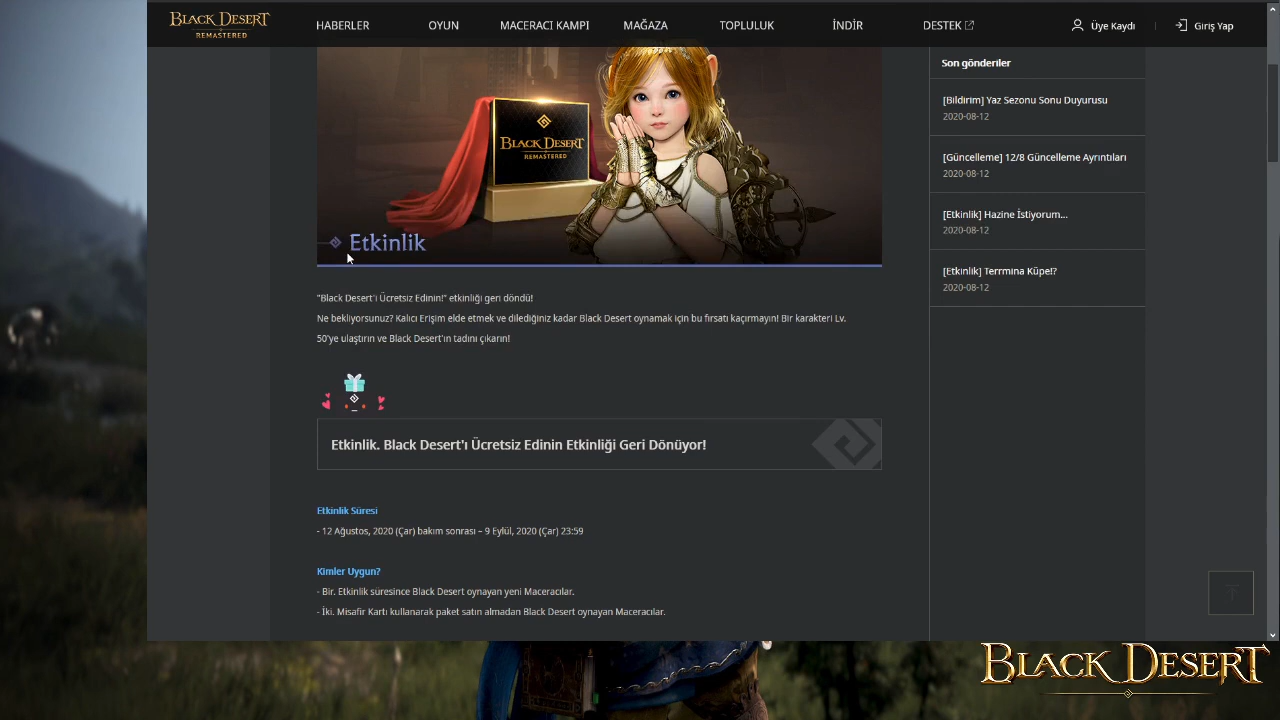 BLACK DESERT
REMASTERED
HABERLER
OYUN
MACERACI KAMPI
MAĞAZA
TOPLULUK
İNDİR
DESTEK
Üye Kaydı
Giriş Yap
BLACK DESERT
REMASTERED
Etkinlik
"Black Desert'ı Ücretsiz Edinin!" etkinliği geri döndü!
Ne bekliyorsunuz? Kalıcı Erişim elde etmek ve dilediğiniz kadar Black Desert oynamak için bu fırsatı kaçırmayın! Bir karakteri Lv.
50'ye ulaştırın ve Black Desert'ın tadını çıkarın!
Etkinlik. Black Desert'ı Ücretsiz Edinin Etkinliği Geri Dönüyor!
Etkinlik Süresi
- 12 Ağustos, 2020 (Çar) bakım sonrası – 9 Eylül, 2020 (Çar) 23:59
Kimler Uygun?
- Bir. Etkinlik süresince Black Desert oynayan yeni Maceracılar.
- İki. Misafir Kartı kullanarak paket satın almadan Black Desert oynayan Maceracılar.
Son gönderiler
[Bildirim] Yaz Sezonu Sonu Duyurusu
2020-08-12
[Güncelleme] 12/8 Güncelleme Ayrıntıları
2020-08-12
[Etkinlik] Hazine İstiyorum...
2020-08-12
[Etkinlik] Terrmına Küpe!?
2020-08-12
BLACK DESERT